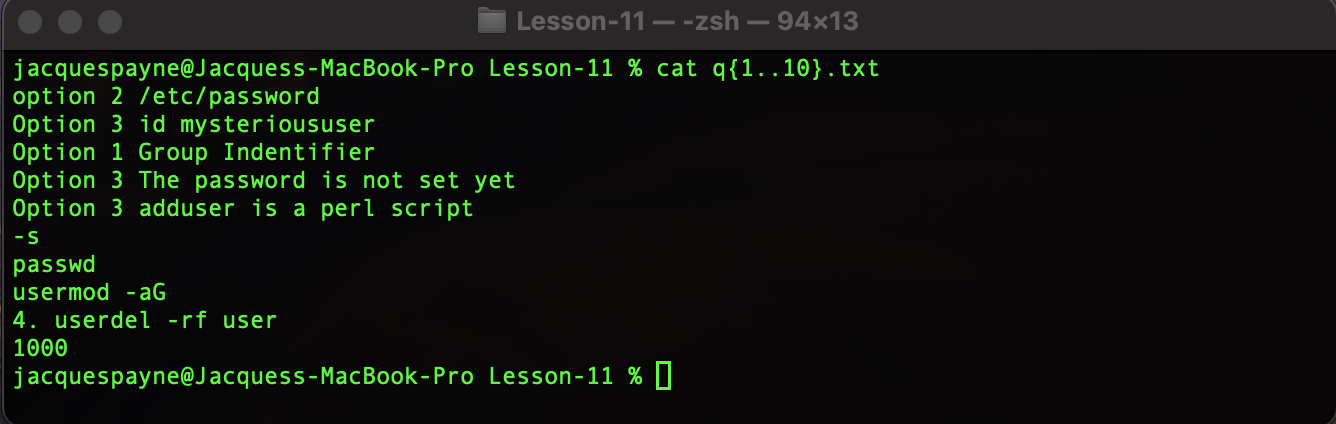 Lesson-11 — -zsh — 94×13
jacquespayne@Jacquess-MacBook-Pro Lesson-11 % cat q{1..10}.txt
option 2 /etc/password
Option 3 id mysterioususer
Option 1 Group Indentifier
Option 3 The password is not set yet
Option 3 adduser is a perl script
-s
passwd
usermod -aG
4. userdel -rf user
1000
jacquespayne@Jacquess-MacBook-Pro Lesson-11 %